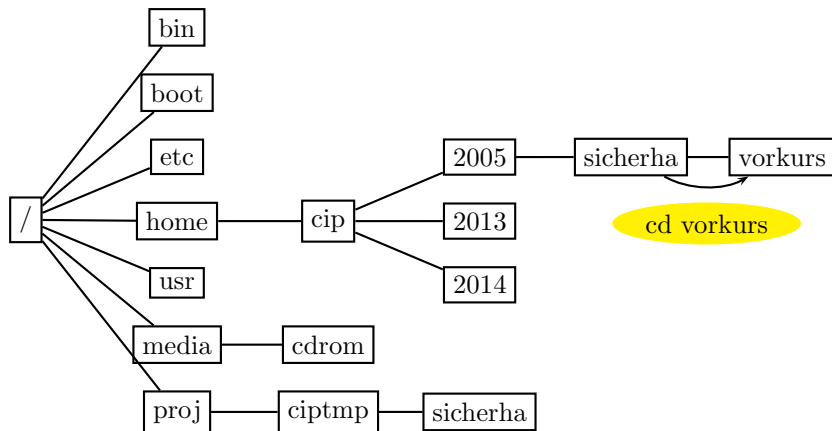 bin
boot
etc
2005
sicherha
vorkurs
/
home
cip
2013
cd vorkurs
usr
2014
media
cdrom
proj
ciptmp
sicherha